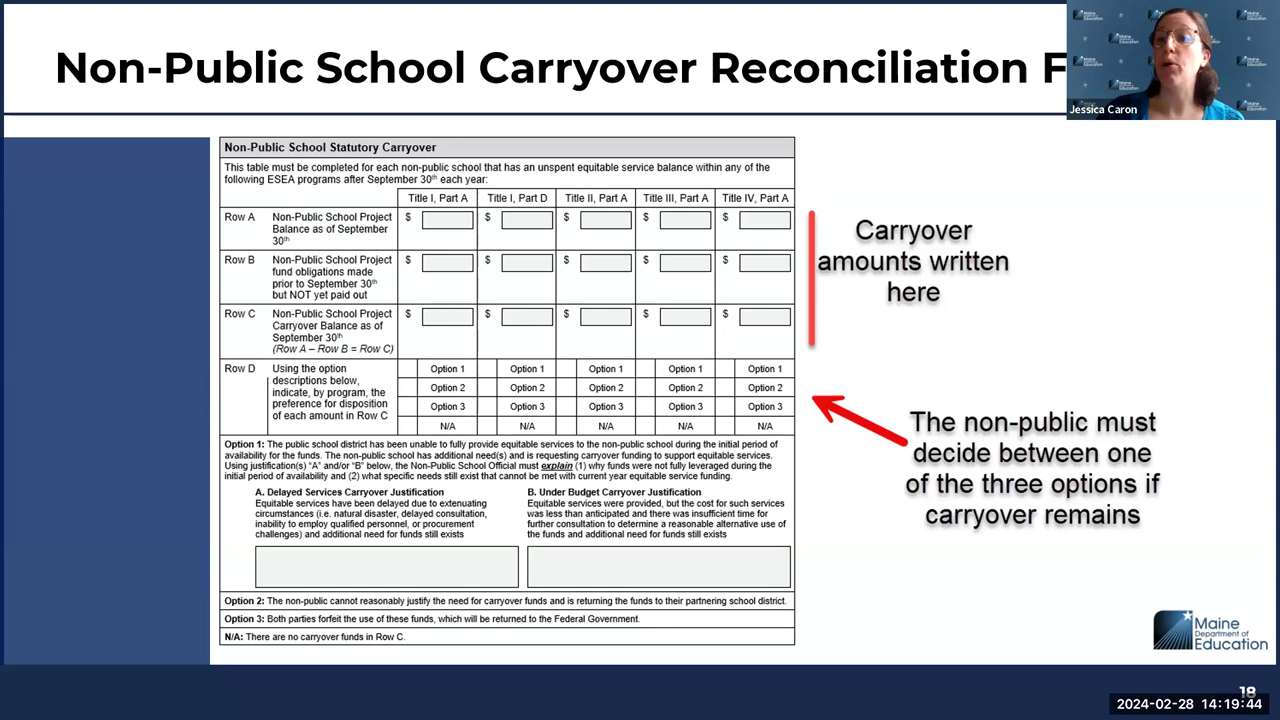 Non-Public School Carryover Reconciliation F
Jessica Caron
Non-Public School Statutory Carryover
This table must be completed for each non-public school that has an unspent equitable service balance within any of the
following ESEA programs after September 30th each year:
Title I, Part A Title I, Part D Title II, Part A Title III, Part A Title IV, Part A
Row A Non-Public School Project $ $ $ $ $
Balance as of September
30th
Row B Non-Public School Project $ $ $ $ $
fund obligations made
prior to September 30th
but NOT yet paid out
Row C Non-Public School Project $ $ $ $ $
Carryover Balance as of
September 30th
(Row A – Row B = Row C)
Row D Using the option Option 1 Option 1 Option 1 Option 1 Option 1
descriptions below, Option 2 Option 2 Option 2 Option 2 Option 2
indicate, by program, the
preference for disposition Option 3 Option 3 Option 3 Option 3 Option 3
of each amount in Row C N/A N/A N/A N/A N/A
Option 1: The public school district has been unable to fully provide equitable services to the non-public school during the initial period of
availability for the funds. The non-public school has additional need(s) and is requesting carryover funding to support equitable services.
Using justification(s) “A” and/or “B” below, the Non-Public School Official must explain (1) why funds were not fully leveraged during the
initial period of availability and (2) what specific needs still exist that cannot be met with current year equitable service funding.
A. Delayed Services Carryover Justification
Equitable services have been delayed due to extenuating
circumstances (i.e. natural disaster, delayed consultation,
inability to employ qualified personnel, or procurement
challenges) and additional need for funds still exists
B. Under Budget Carryover Justification
Equitable services were provided, but the cost for such services
was less than anticipated and there was insufficient time for
further consultation to determine a reasonable alternative use of
the funds and additional need for funds still exists
Option 2: The non-public cannot reasonably justify the need for carryover funds and is returning the funds to their partnering school district.
Option 3: Both parties forfeit the use of these funds, which will be returned to the Federal Government.
N/A: There are no carryover funds in Row C.
Carryover
amounts written
here
The non-public must
decide between one
of the three options if
carryover remains
Maine
Department of
Education
18
2024-02-28 14:19:44